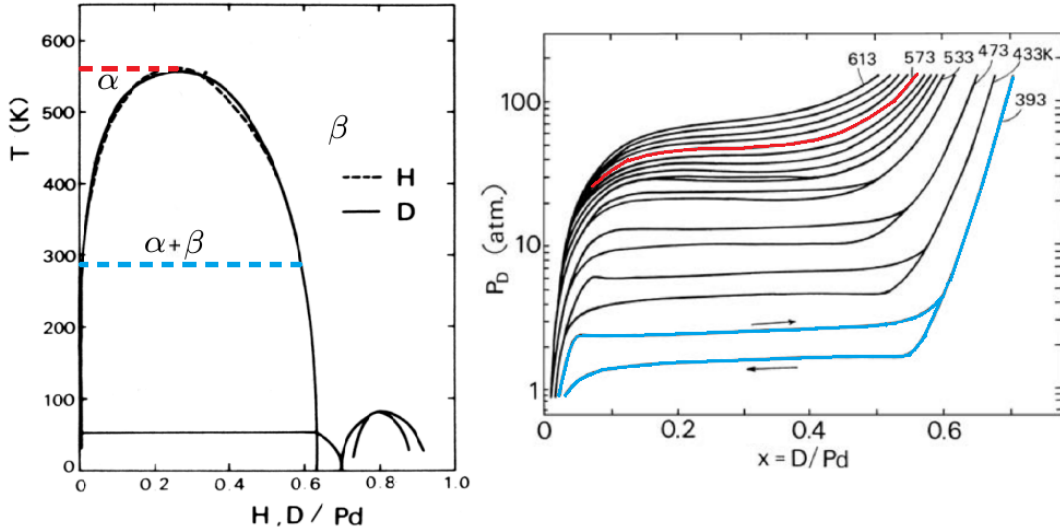 600
500
400
300
200
100
0
T (K)
α
β
α+β
H
D
0
0.2
0.4
0.6
0.8
1.0
H, D / Pd
613
573
533
473
433K
393
100
10
1
P_D (atm.)
0
0.2
0.4
0.6
x = D/Pd